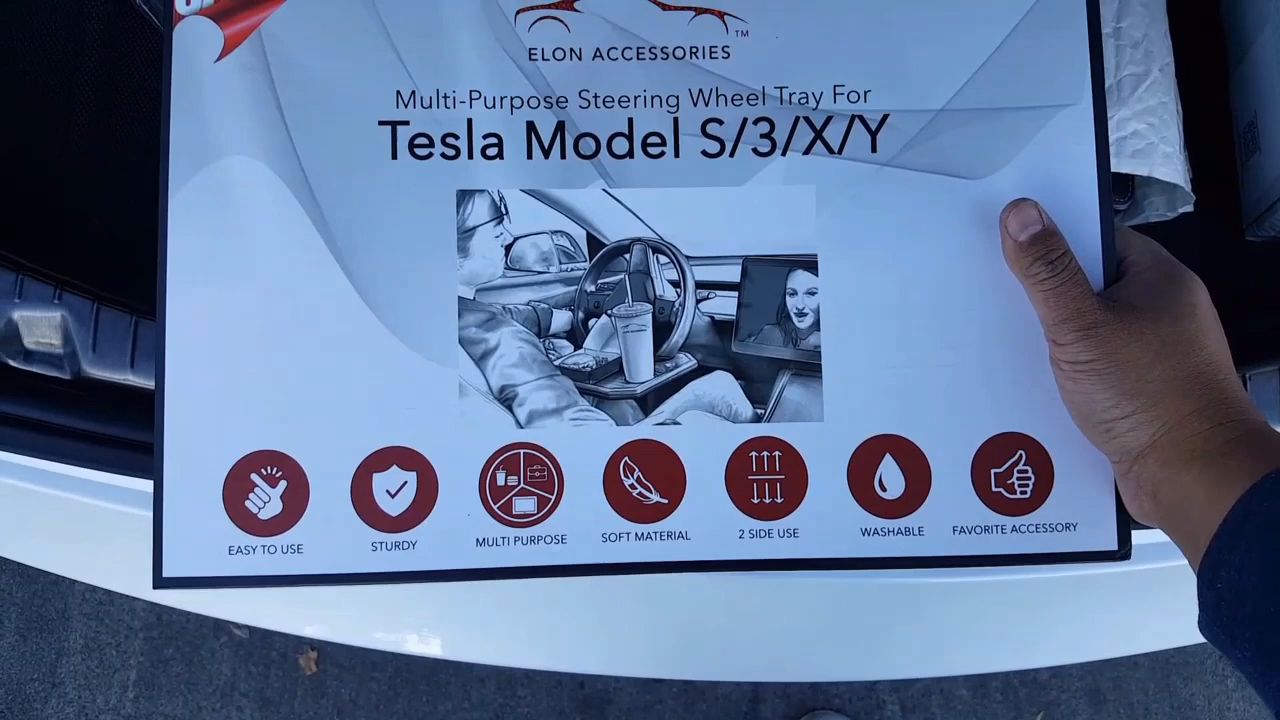 ELON ACCESSORIES
TM
Multi-Purpose Steering Wheel Tray For
Tesla Model S/3/X/Y
EASY TO USE
STURDY
MULTI PURPOSE
SOFT MATERIAL
2 SIDE USE
WASHABLE
FAVORITE ACCESSORY